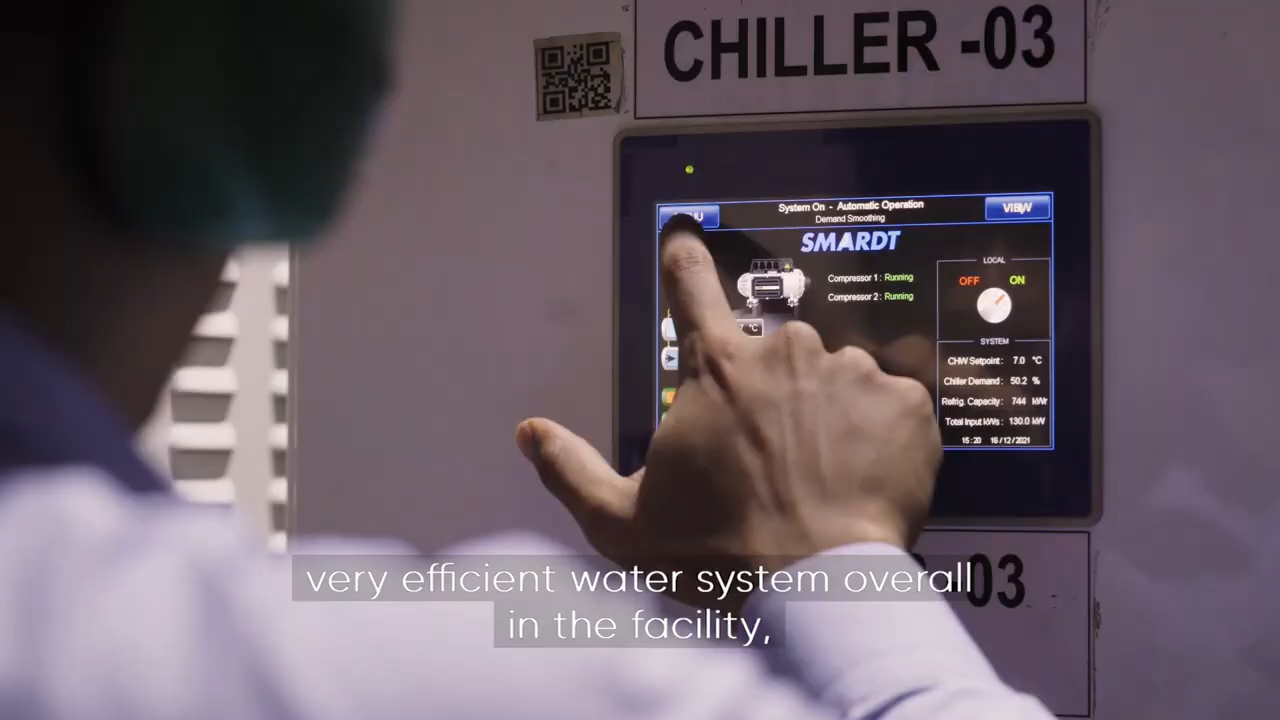 CHILLER -03
System On - Automatic Operation
Demand Smoothing
VIEW
SMARDT
Compressor 1 : Running
Compressor 2 : Running
LOCAL
OFF ON
°C
SYSTEM
CHW Setpoint : 7.0 °C
Chiller Demand : 50.2 %
Refrig. Capacity : 744 kWr
Total Input kWs : 130.0 kW
15 : 20 16 / 12 / 2021
-03
very efficient water system overall
in the facility,